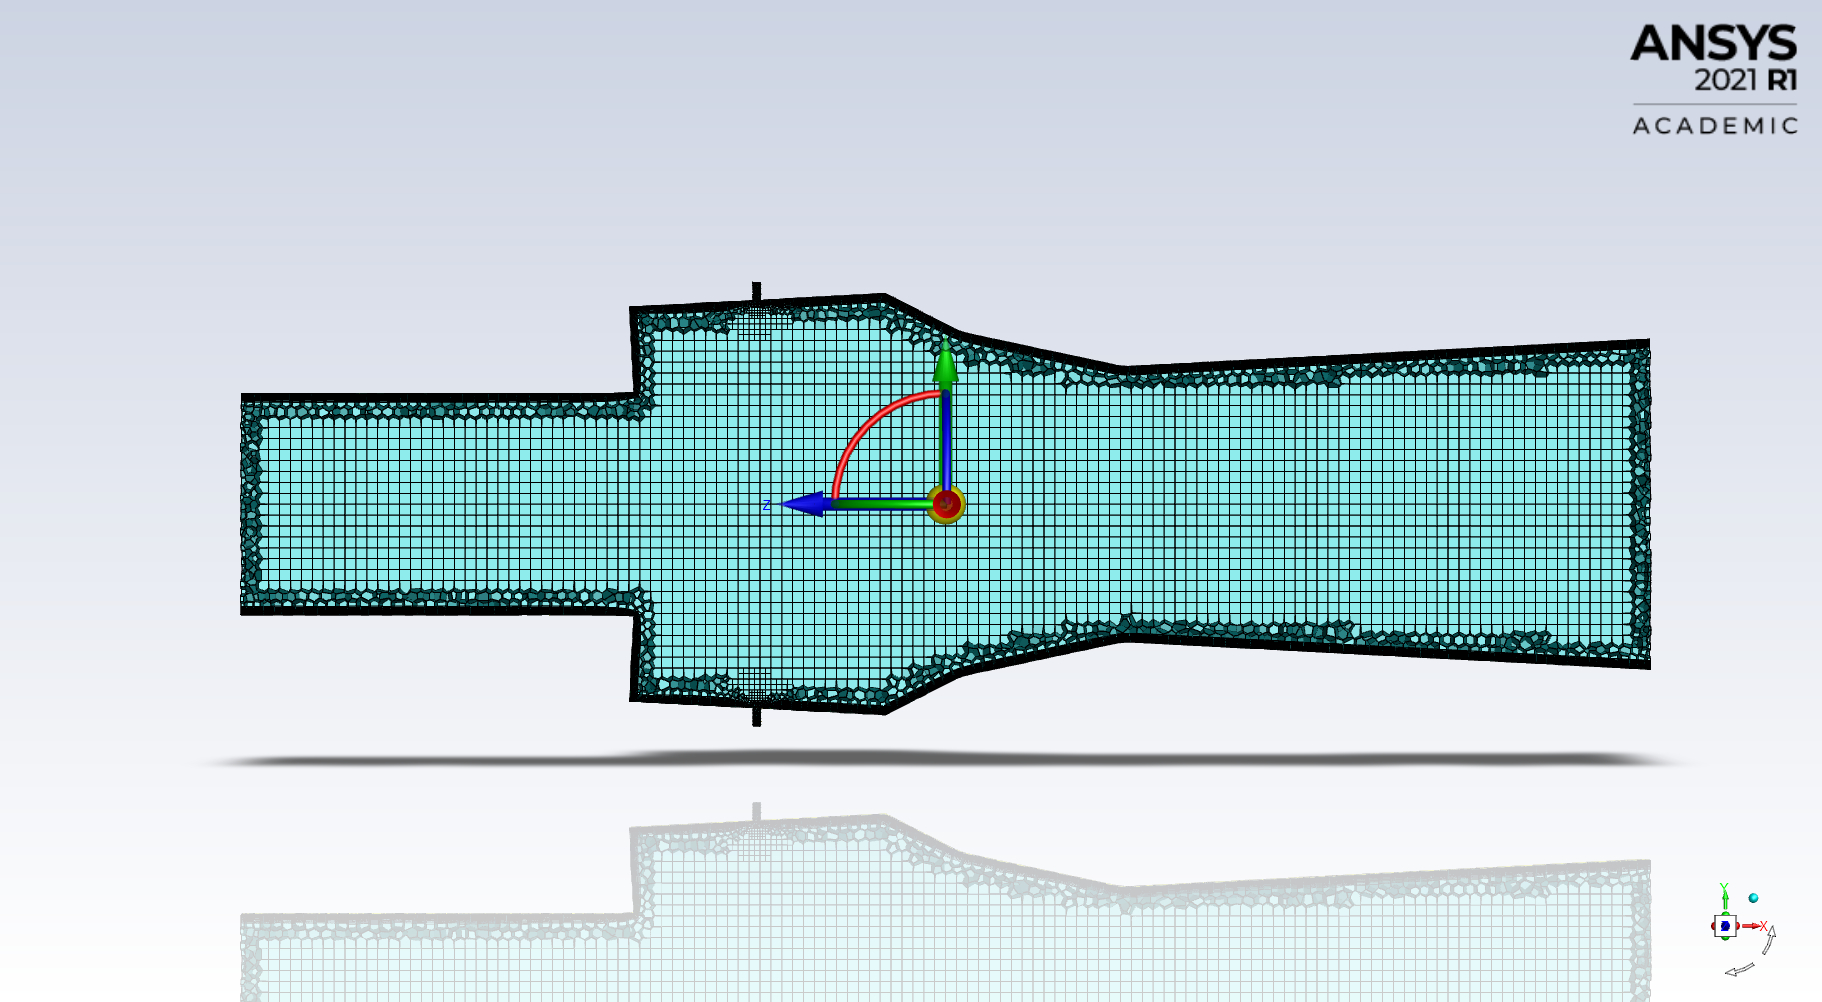 ANSYS
2021 R1
ACADEMIC
Z
Y
X